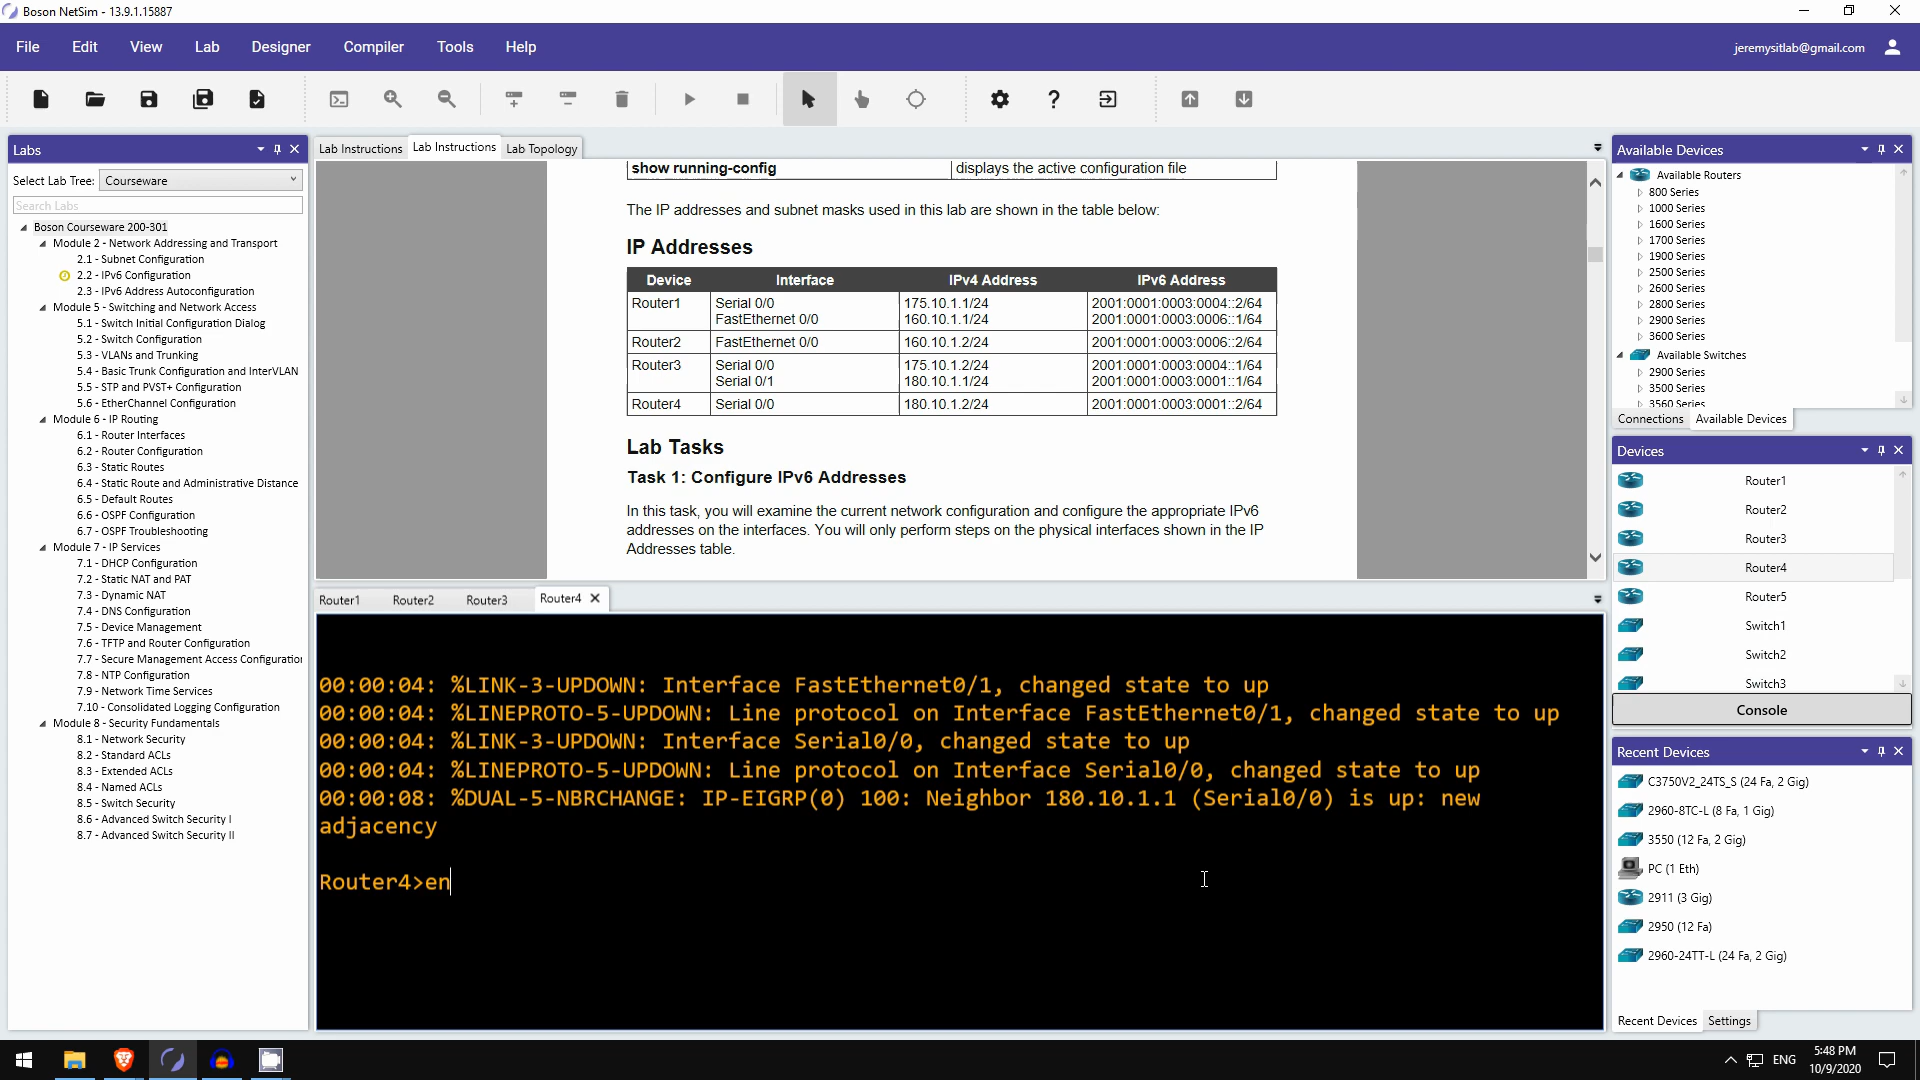 Boson NetSim - 13.9.1.15887
File Edit View Lab Designer Compiler Tools Help
jeremysitlab@gmail.com
Labs
Select Lab Tree: Courseware
Search Labs
Boson Courseware 200-301
Module 2 - Network Addressing and Transport
2.1 - Subnet Configuration
2.2 - IPv6 Configuration
2.3 - IPv6 Address Autoconfiguration
Module 5 - Switching and Network Access
5.1 - Switch Initial Configuration Dialog
5.2 - Switch Configuration
5.3 - VLANs and Trunking
5.4 - Basic Trunk Configuration and InterVLAN
5.5 - STP and PVST+ Configuration
5.6 - EtherChannel Configuration
Module 6 - IP Routing
6.1 - Router Interfaces
6.2 - Router Configuration
6.3 - Static Routes
6.4 - Static Route and Administrative Distance
6.5 - Default Routes
6.6 - OSPF Configuration
6.7 - OSPF Troubleshooting
Module 7 - IP Services
7.1 - DHCP Configuration
7.2 - Static NAT and PAT
7.3 - Dynamic NAT
7.4 - DNS Configuration
7.5 - Device Management
7.6 - TFTP and Router Configuration
7.7 - Secure Management Access Configuration
7.8 - NTP Configuration
7.9 - Network Time Services
7.10 - Consolidated Logging Configuration
Module 8 - Security Fundamentals
8.1 - Network Security
8.2 - Standard ACLs
8.3 - Extended ACLs
8.4 - Named ACLs
8.5 - Switch Security
8.6 - Advanced Switch Security I
8.7 - Advanced Switch Security II
Lab Instructions Lab Instructions Lab Topology
show running-config displays the active configuration file
The IP addresses and subnet masks used in this lab are shown in the table below:
IP Addresses
Device Interface IPv4 Address IPv6 Address
Router1 Serial 0/0 175.10.1.1/24 2001:0001:0003:0004::2/64
FastEthernet 0/0 160.10.1.1/24 2001:0001:0003:0006::1/64
Router2 FastEthernet 0/0 160.10.1.2/24 2001:0001:0003:0006::2/64
Router3 Serial 0/0 175.10.1.2/24 2001:0001:0003:0004::1/64
Serial 0/1 180.10.1.1/24 2001:0001:0003:0001::1/64
Router4 Serial 0/0 180.10.1.2/24 2001:0001:0003:0001::2/64
Lab Tasks
Task 1: Configure IPv6 Addresses
In this task, you will examine the current network configuration and configure the appropriate IPv6
addresses on the interfaces. You will only perform steps on the physical interfaces shown in the IP
Addresses table.
Router1 Router2 Router3 Router4
00:00:04: %LINK-3-UPDOWN: Interface FastEthernet0/1, changed state to up
00:00:04: %LINEPROTO-5-UPDOWN: Line protocol on Interface FastEthernet0/1, changed state to up
00:00:04: %LINK-3-UPDOWN: Interface Serial0/0, changed state to up
00:00:04: %LINEPROTO-5-UPDOWN: Line protocol on Interface Serial0/0, changed state to up
00:00:08: %DUAL-5-NBRCHANGE: IP-EIGRP(0) 100: Neighbor 180.10.1.1 (Serial0/0) is up: new
adjacency
Router4>en
Available Devices
Available Routers
800 Series
1000 Series
1600 Series
1700 Series
1900 Series
2500 Series
2600 Series
2800 Series
2900 Series
3600 Series
Available Switches
2900 Series
3500 Series
3560 Series
Connections Available Devices
Devices
Router1
Router2
Router3
Router4
Router5
Switch1
Switch2
Switch3
Console
Recent Devices
C3750V2_24TS_S (24 Fa, 2 Gig)
2960-8TC-L (8 Fa, 1 Gig)
3550 (12 Fa, 2 Gig)
PC (1 Eth)
2911 (3 Gig)
2950 (12 Fa)
2960-24TT-L (24 Fa, 2 Gig)
Recent Devices Settings
ENG
5:48 PM
10/9/2020